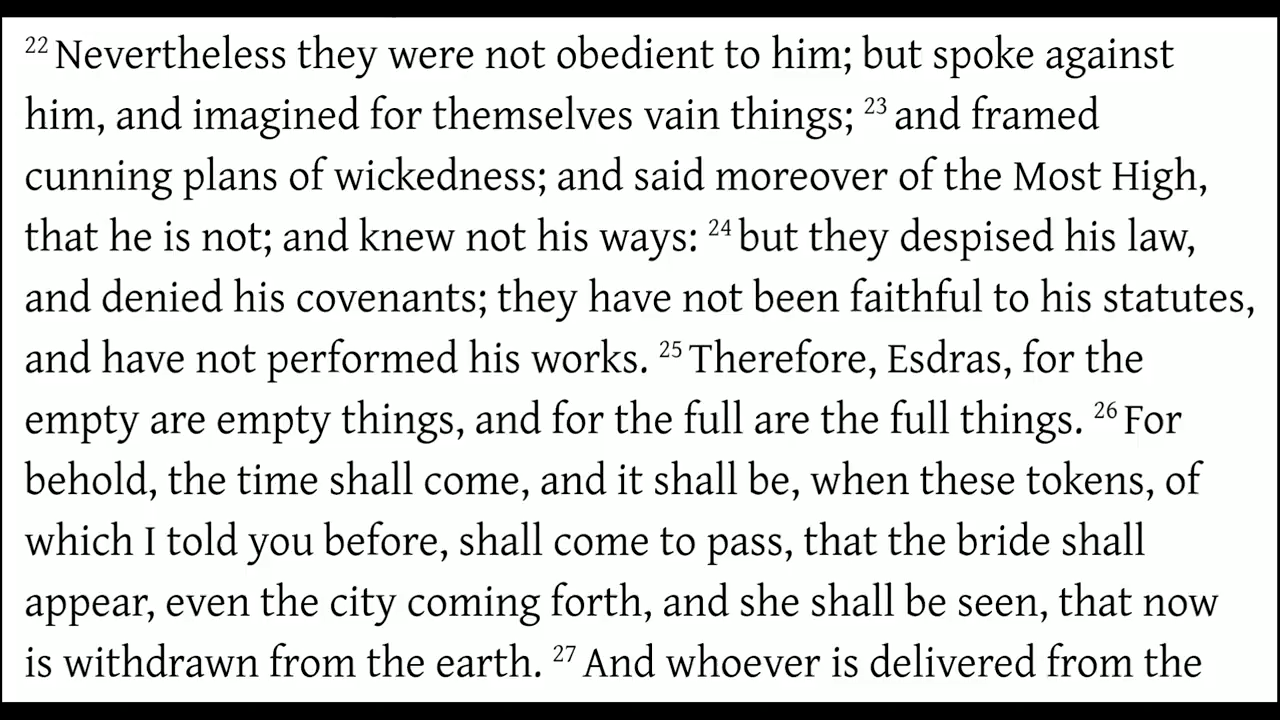 22 Nevertheless they were not obedient to him; but spoke against
him, and imagined for themselves vain things; 23 and framed
cunning plans of wickedness; and said moreover of the Most High,
that he is not; and knew not his ways: 24 but they despised his law,
and denied his covenants; they have not been faithful to his statutes,
and have not performed his works. 25 Therefore, Esdras, for the
empty are empty things, and for the full are the full things. 26 For
behold, the time shall come, and it shall be, when these tokens, of
which I told you before, shall come to pass, that the bride shall
appear, even the city coming forth, and she shall be seen, that now
is withdrawn from the earth. 27 And whoever is delivered from the